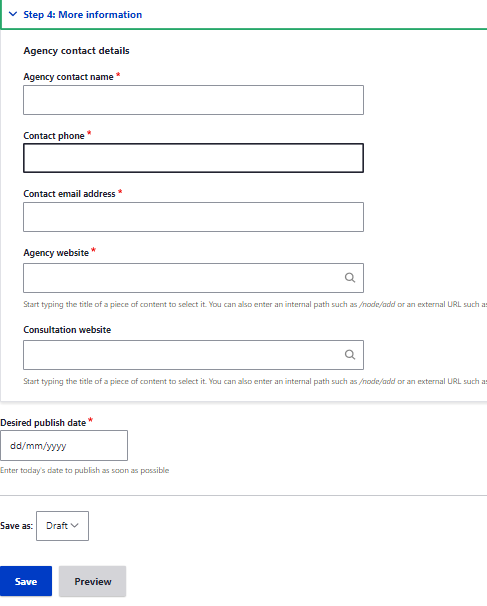 Step 4: More information
Agency contact details
Agency contact name *
Contact phone *
Contact email address *
Agency website *
Start typing the title of a piece of content to select it. You can also enter an internal path such as /node/add or an external URL such as
Consultation website
Start typing the title of a piece of content to select it. You can also enter an internal path such as /node/add or an external URL such as
Desired publish date *
dd/mm/yyyy
Enter today's date to publish as soon as possible
Save as: Draft
Save Preview